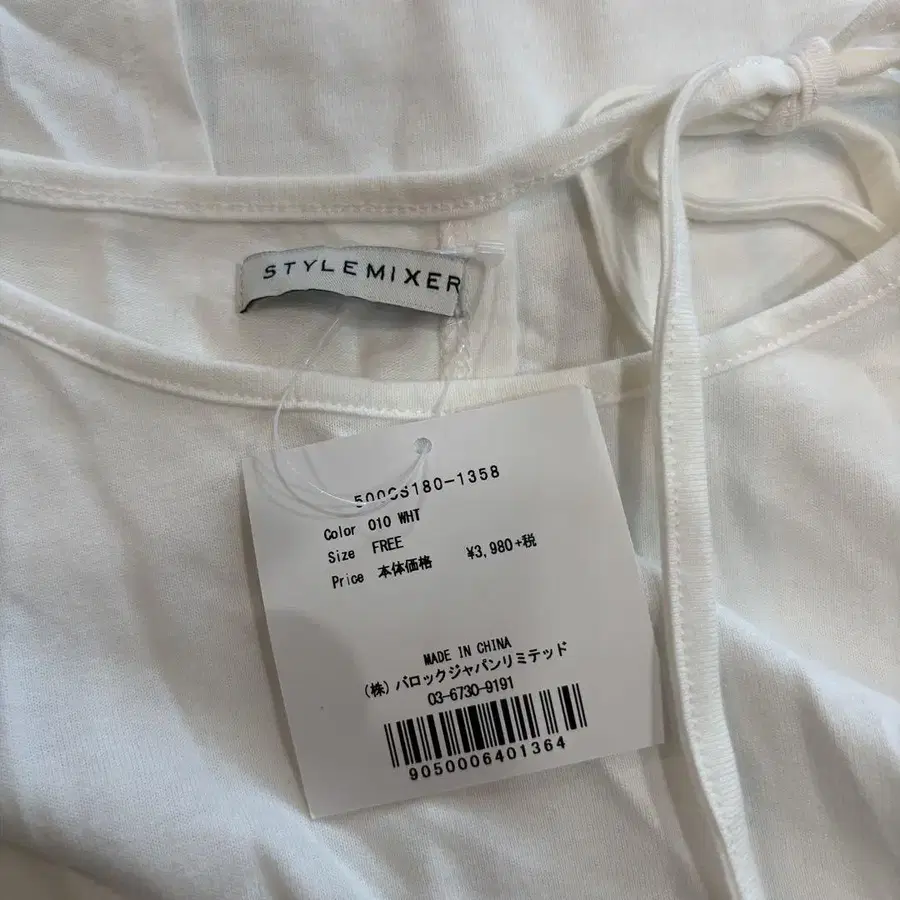 STYLEMIXER
500CS180-1358
Color 010 WHT
Size FREE
Price 本体価格 ¥3,980+税
MADE IN CHINA
(株)バロックジャパンリミテッド
03-6730-9191
9050006401364